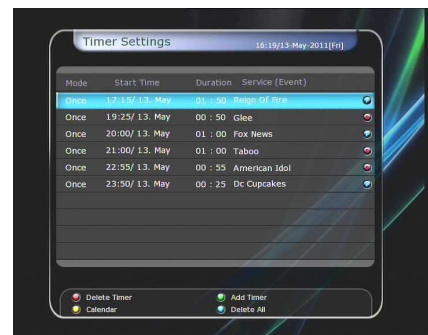 Timer Settings 16:19/13-May-2011[Fri]
Mode Start Time Duration Service (Event)
Once 17:15/ 13. May 01 : 50 Reign Of Fire
Once 19:25/ 13. May 00 : 50 Glee
Once 20:00/ 13. May 01 : 00 Fox News
Once 21:00/ 13. May 01 : 00 Taboo
Once 22:55/ 13. May 00 : 55 American Idol
Once 23:50/ 13. May 00 : 25 Dc Cupcakes
Delete Timer Add Timer
Calendar Delete All